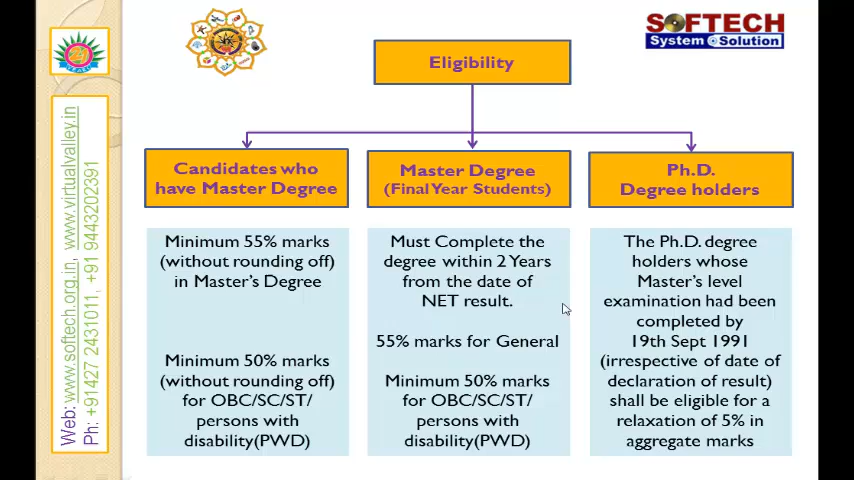 SOFTECH
System Solution
Eligibility
Candidates who
have Master Degree
Master Degree
(Final Year Students)
Ph.D.
Degree holders
Minimum 55% marks
(without rounding off)
in Master's Degree
Minimum 50% marks
(without rounding off)
for OBC/SC/ST/
persons with
disability(PWD)
Must Complete the
degree within 2 Years
from the date of
NET result.
55% marks for General
Minimum 50% marks
for OBC/SC/ST/
persons with
disability(PWD)
The Ph.D. degree
holders whose
Master's level
examination had been
completed by
19th Sept 1991
(irrespective of date of
declaration of result)
shall be eligible for a
relaxation of 5% in
aggregate marks
Web: www.softech.org.in, www.virtualvalley.in
Ph: +91427 2431011, +91 9443202391